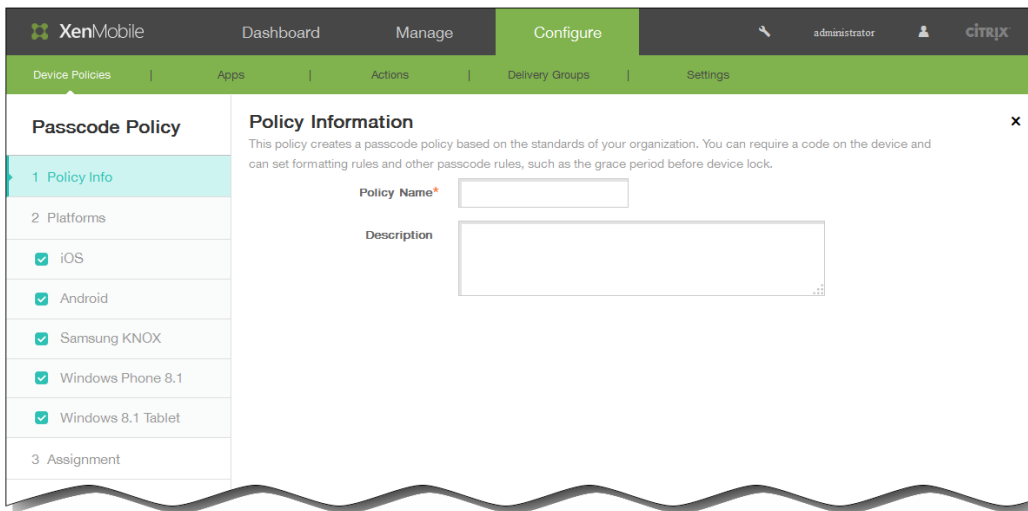 XenMobile Dashboard Manage Configure administrator CITRIX
Device Policies | Apps | Actions | Delivery Groups | Settings
Passcode Policy
1 Policy Info
2 Platforms
iOS
Android
Samsung KNOX
Windows Phone 8.1
Windows 8.1 Tablet
3 Assignment
Policy Information
x
This policy creates a passcode policy based on the standards of your organization. You can require a code on the device and
can set formatting rules and other passcode rules, such as the grace period before device lock.
Policy Name*
Description